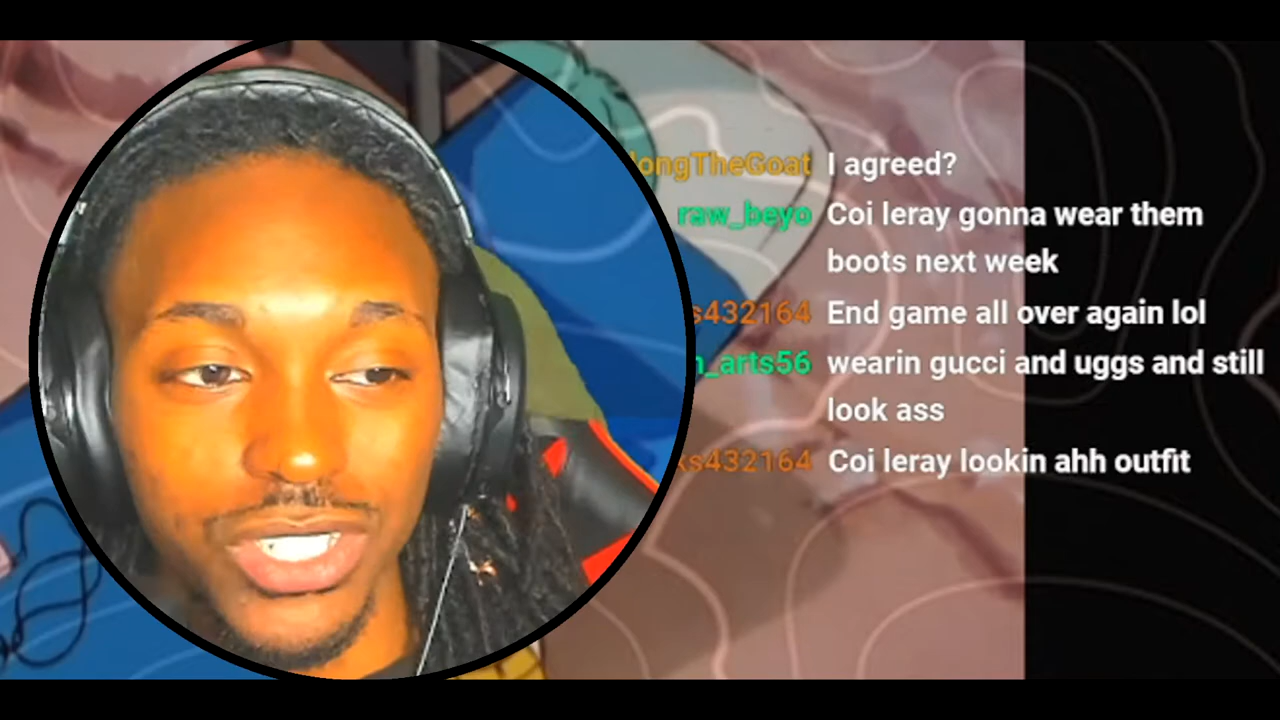 longTheGoat I agreed?
raw_beyo Coi leray gonna wear them
boots next week
s432164 End game all over again lol
_arts56 wearin gucci and uggs and still
look ass
s432164 Coi leray lookin ahh outfit